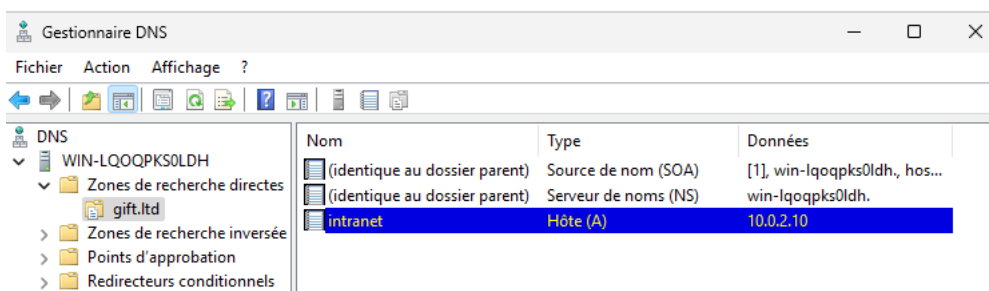 Gestionnaire DNS
Fichier Action Affichage ?
DNS
WIN-LQOQPKS0LDH
Zones de recherche directes
gift.ltd
Zones de recherche inversée
Points d'approbation
Redirecteurs conditionnels
Nom Type Données
(identique au dossier parent) Source de nom (SOA) [1], win-lqoqpks0ldh., hos...
(identique au dossier parent) Serveur de noms (NS) win-lqoqpks0ldh.
intranet Hôte (A) 10.0.2.10